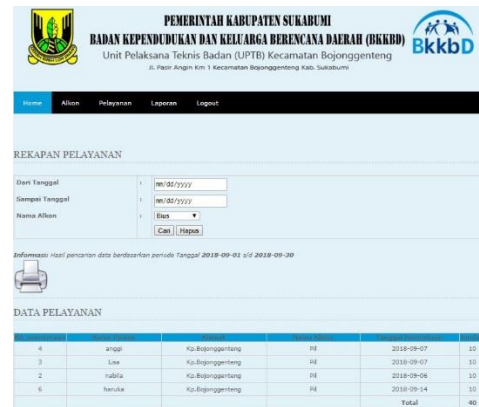 PEMERINTAH KABUPATEN SUKABUMI
BADAN KEPENDUDUKAN DAN KELUARGA BERENCANA DAERAH (BKKBD)
Unit Pelaksana Teknis Badan (UPTB) Kecamatan Bojonggenteng
JL. Pasir Angin Km 1 Kecamatan Bojonggenteng Kab. Sukabumi
BkkbD
Home Alkon Pelayanan Laporan Logout
REKAPAN PELAYANAN
Dari Tanggal : mm/dd/yyyy
Sampai Tanggal : mm/dd/yyyy
Nama Alkon : Eius
Cari Hapus
Informasi: Hasil pencarian data berdasarkan periode Tanggal 2018-09-01 s/d 2018-09-30
DATA PELAYANAN
4 anggi Kp.Bojonggenteng Pil 2018-09-07 10
3 Lisa Kp.Bojonggenteng Pil 2018-09-07 10
2 nabila Kp.Bojonggenteng Pil 2018-09-06 10
6 haruka Kp.Bojonggenteng Pil 2018-09-14 10
Total 40